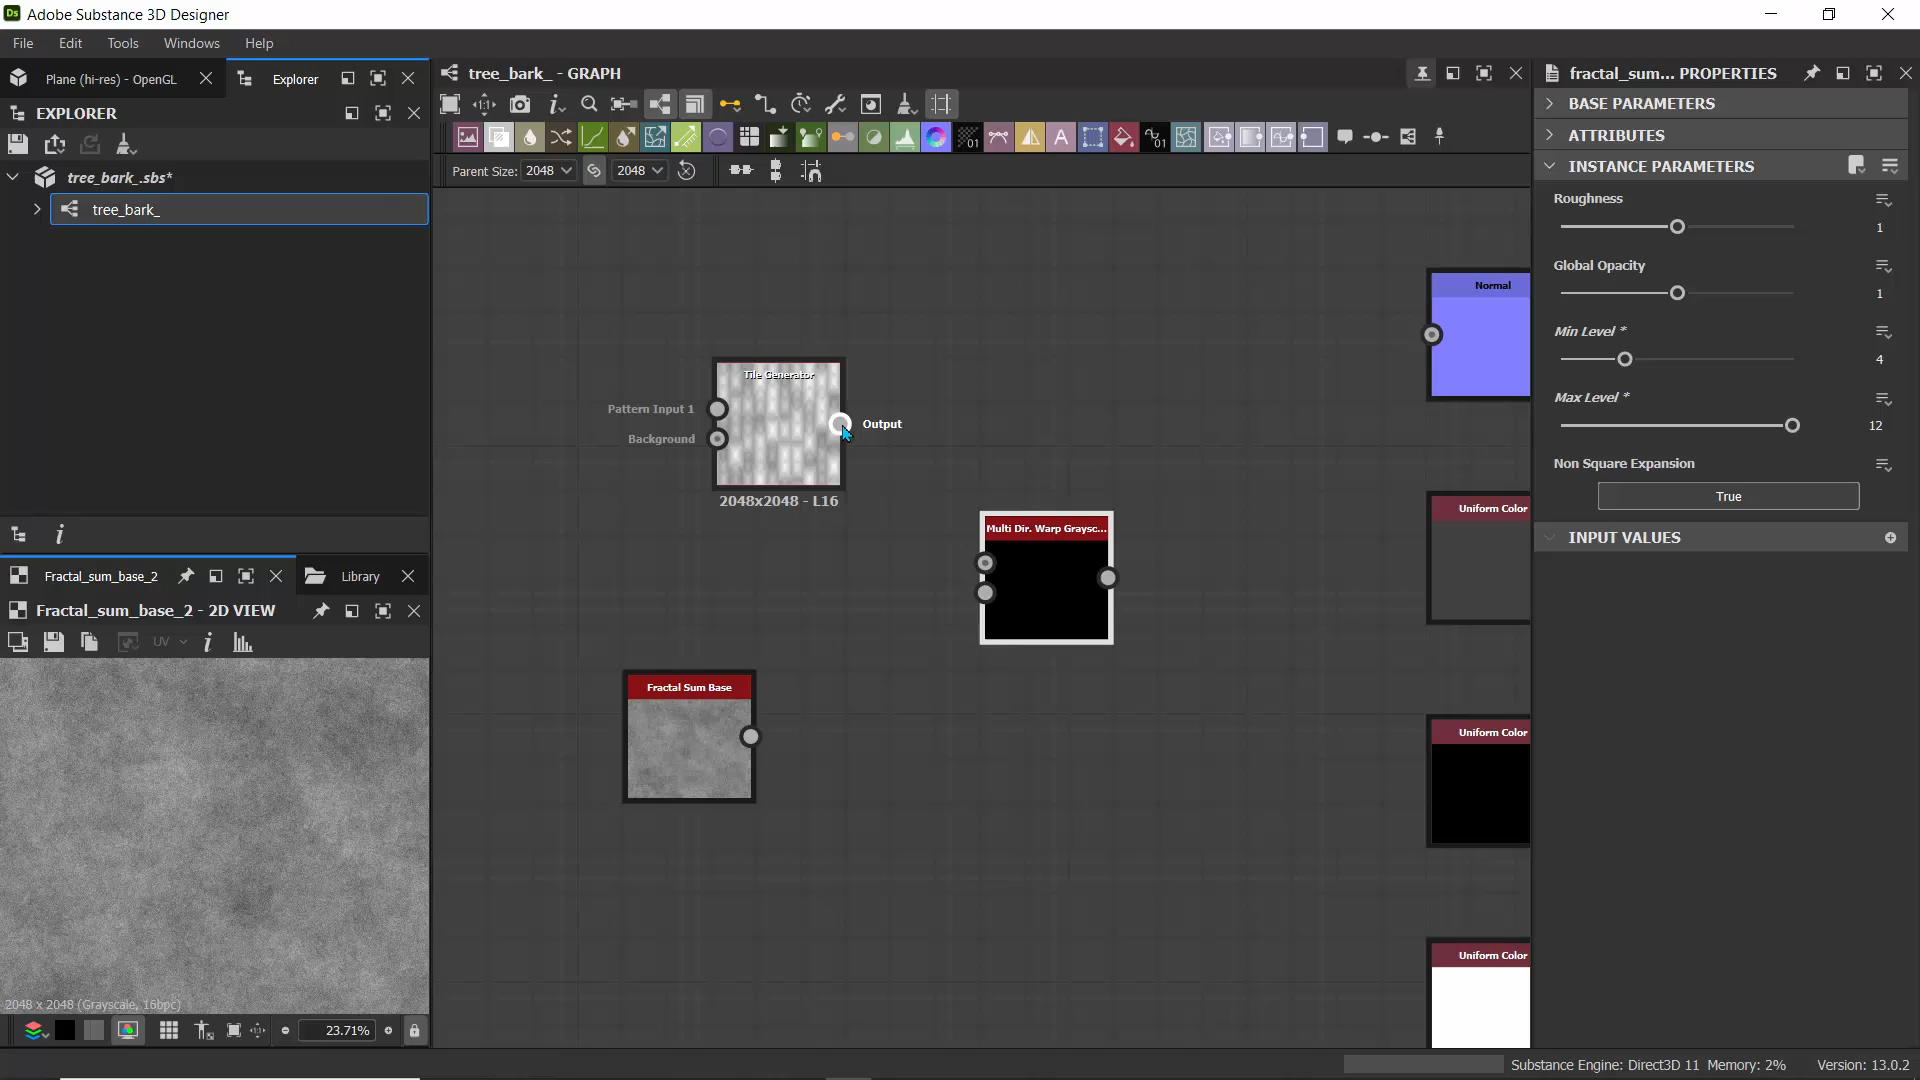 Adobe Substance 3D Designer
File Edit Tools Windows Help
Plane (hi-res) - OpenGL
Explorer
EXPLORER
tree_bark_.sbs*
tree_bark_
Fractal_sum_base_2
Library
Fractal_sum_base_2 - 2D VIEW
UV
2048 x 2048 (Grayscale, 16bpc)
23.71%
tree_bark_ - GRAPH
Parent Size: 2048 2048
Tile Generator
Pattern Input 1
Background
Output
2048x2048 - L16
Multi Dir. Warp Graysc...
Fractal Sum Base
Normal
Uniform Color
Uniform Color
Uniform Color
fractal_sum... PROPERTIES
BASE PARAMETERS
ATTRIBUTES
INSTANCE PARAMETERS
Roughness
1
Global Opacity
1
Min Level *
4
Max Level *
12
Non Square Expansion
True
INPUT VALUES
Substance Engine: Direct3D 11 Memory: 2% Version: 13.0.2